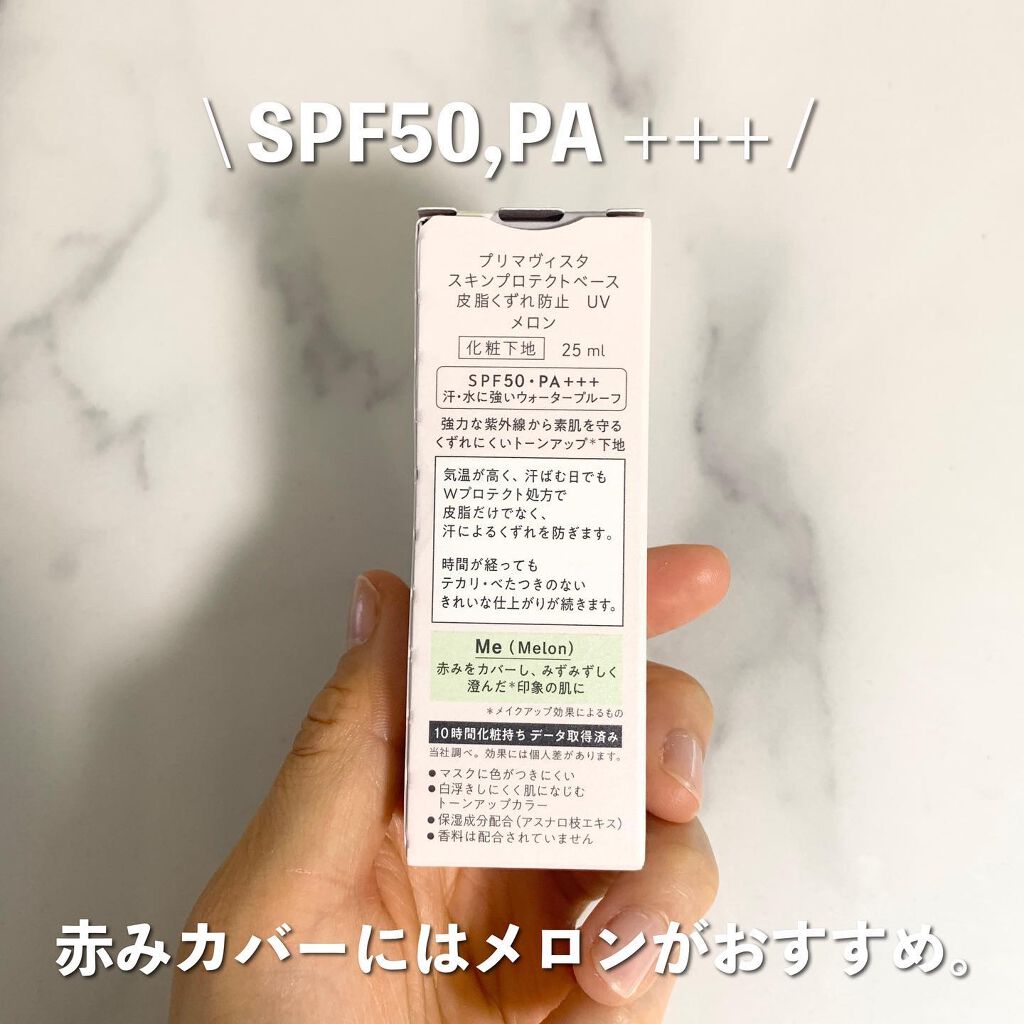 \ SPF50,PA +++ /
プリマヴィスタ
スキンプロテクトベース
皮脂くずれ防止 UV
メロン
化粧下地 25 ml
SPF50・PA+++
汗・水に強いウォータープルーフ
強力な紫外線から素肌を守る
くずれにくいトーンアップ*下地
気温が高く、汗ばむ日でも
Wプロテクト処方で
皮脂だけでなく、
汗によるくずれを防ぎます。
時間が経っても
テカリ・べたつきのない
きれいな仕上がりが続きます。
Me (Melon)
赤みをカバーし、みずみずしく
澄んだ*印象の肌に
*メイクアップ効果によるもの
10時間化粧持ち データ取得済み
当社調べ。効果には個人差があります。
●マスクに色がつきにくい
●白浮きしにくく肌になじむ
トーンアップカラー
●保湿成分配合(アスナロ枝エキス)
●香料は配合されていません
赤みカバーにはメロンがおすすめ。